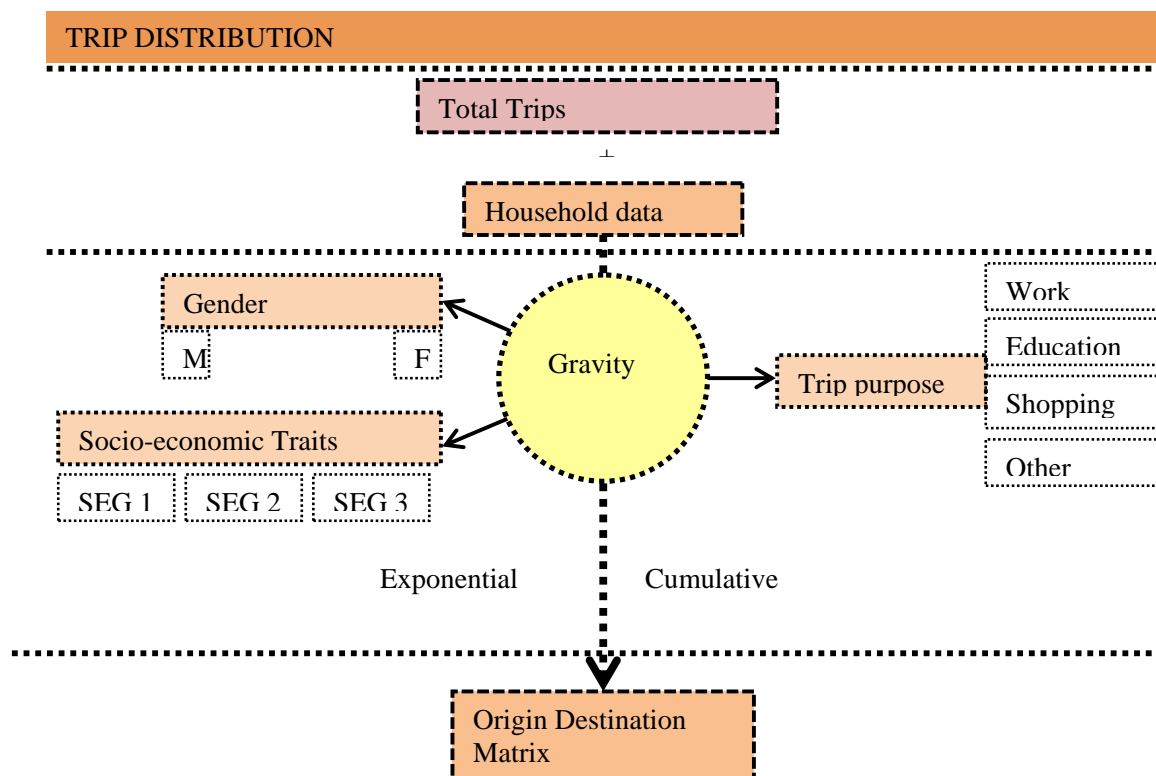 TRIP DISTRIBUTION
Total Trips
+
Household data
Gender
M
F
Gravity
Work
Education
Trip purpose
Shopping
Other
Socio-economic Traits
SEG 1
SEG 2
SEG 3
Exponential
Cumulative
Origin Destination
Matrix